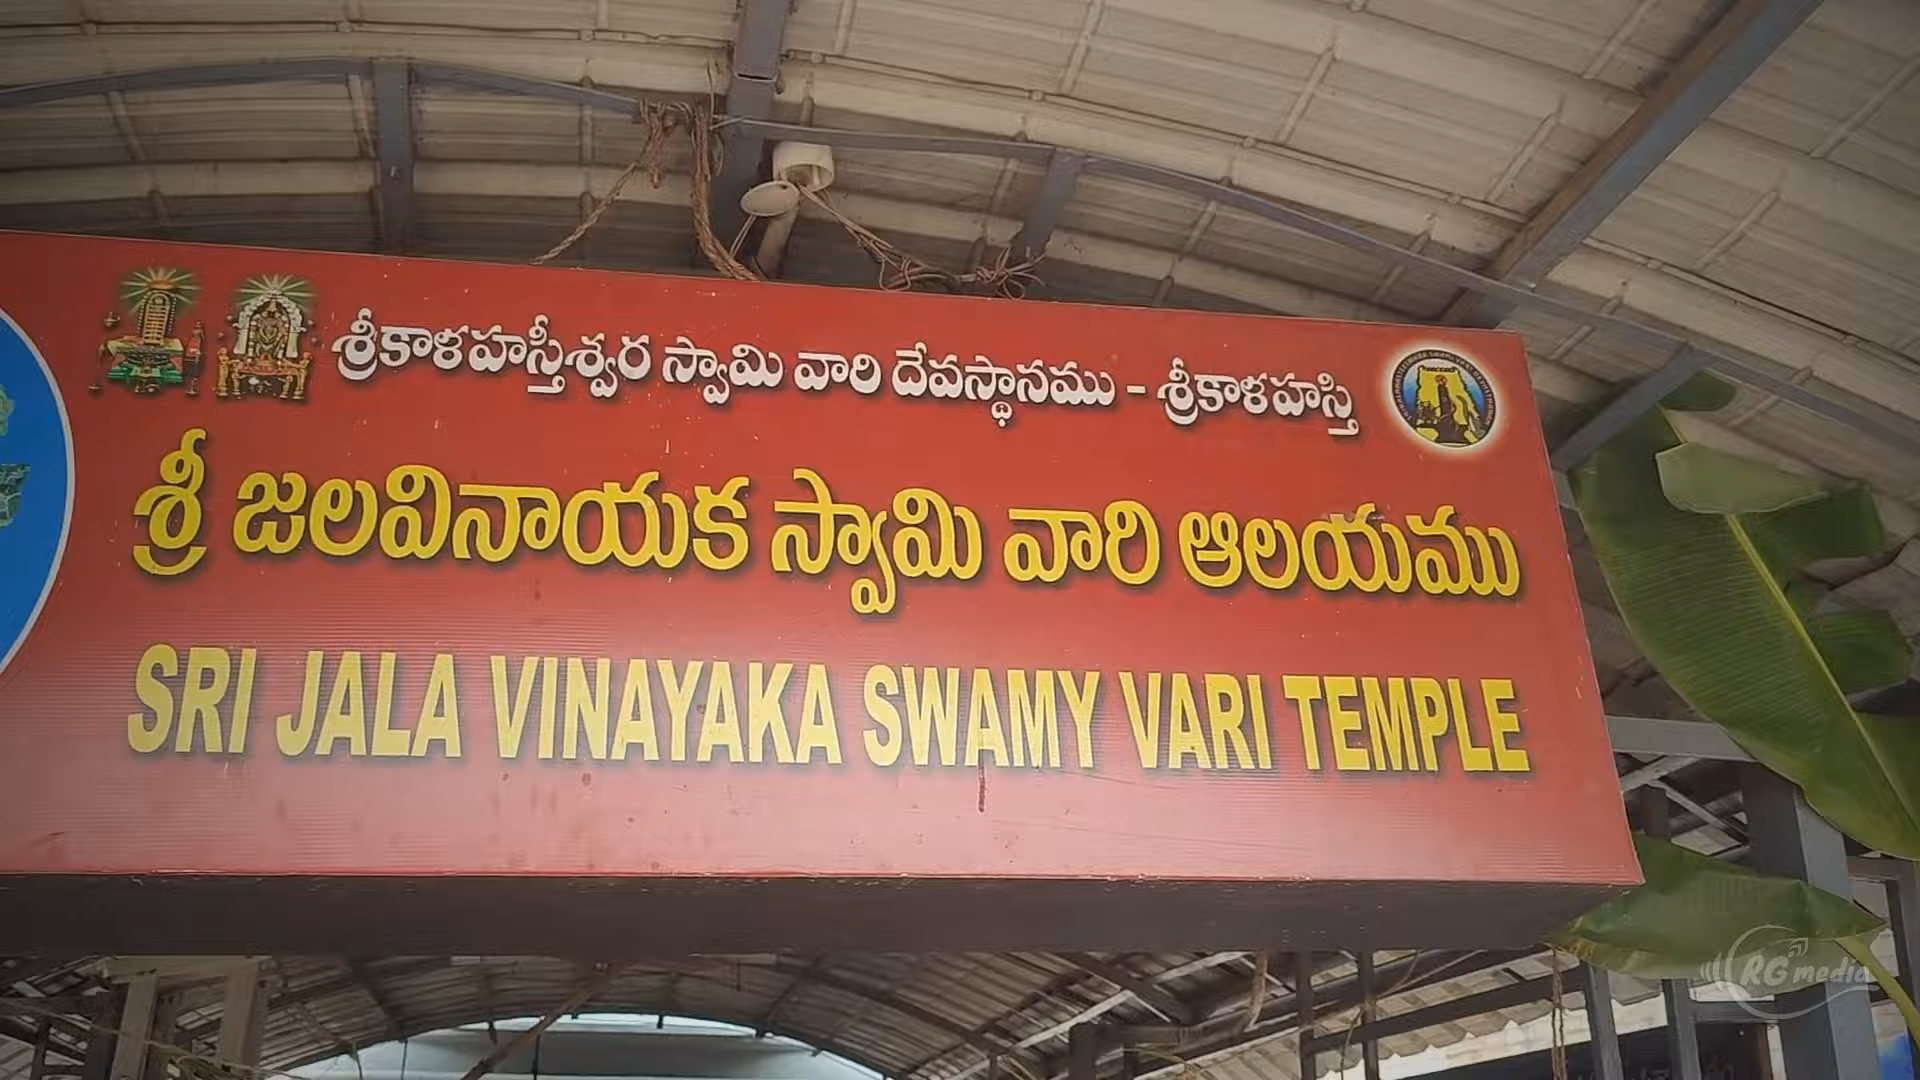 శ్రీకాళహస్తీశ్వర స్వామి వారి దేవస్థానము - శ్రీకాళహస్తి
శ్రీ జలవినాయక స్వామి వారి ఆలయము
SRI JALA VINAYAKA SWAMY VARI TEMPLE
RG media